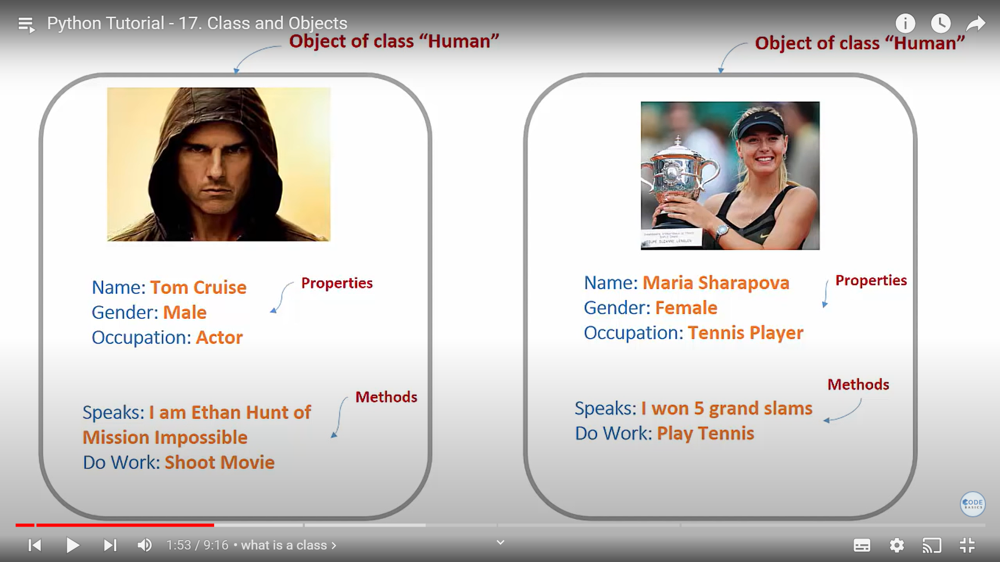 Python Tutorial - 17. Class and Objects
Object of class “Human”
Object of class “Human”
Name: Tom Cruise
Gender: Male
Occupation: Actor
Properties
Speaks: I am Ethan Hunt of
Mission Impossible
Do Work: Shoot Movie
Methods
COUPE SUZANNE LENGLEN
Name: Maria Sharapova
Gender: Female
Occupation: Tennis Player
Properties
Speaks: I won 5 grand slams
Do Work: Play Tennis
Methods
CODE
BASICS
1:53 / 9:16 • what is a class